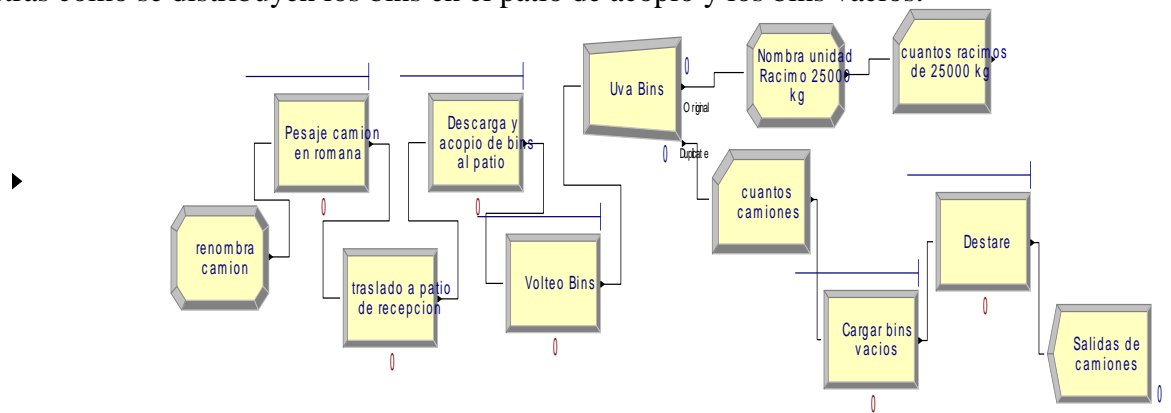 tras como se distribuyen los bins en el patio de acopio y los bins vacíos.
renombra
camion
Pesaje camion
en romana
0
traslado a patio
de recepcion
0
Descarga y
acopio de bins
al patio
0
Volteo Bins
0
Uva Bins
0
Original
0
Duplicate
Nombra unidad
Racimo 25000
kg
cuantos racimos
de 25000 kg
cuantos
camiones
Cargar bins
vacios
0
Destare
0
Salidas de
camiones
0